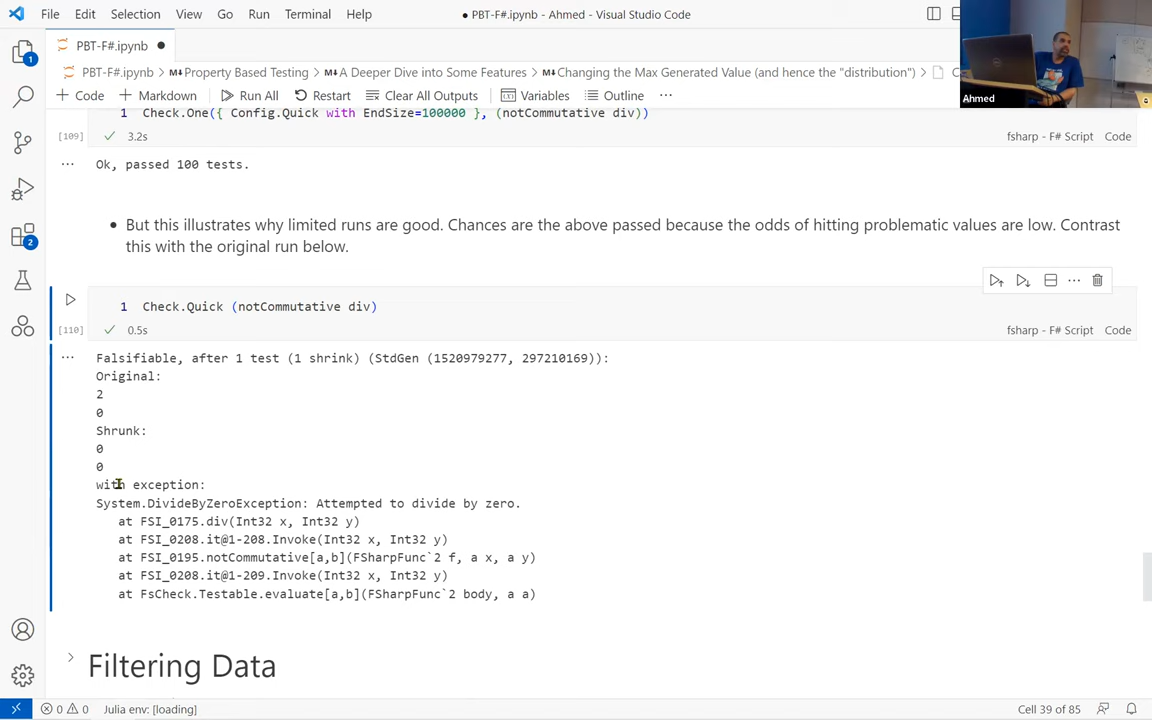 File Edit Selection View Go Run Terminal Help
● PBT-F#.ipynb - Ahmed - Visual Studio Code
PBT-F#.ipynb ●
PBT-F#.ipynb > Property Based Testing > A Deeper Dive into Some Features > Changing the Max Generated Value (and hence the "distribution") >
+ Code + Markdown Run All Restart Clear All Outputs Variables Outline ...
1 Check.One({ Config.Quick with EndSize=100000 }, (notCommutative div))
[109] 3.2s fsharp - F# Script Code
... Ok, passed 100 tests.
• But this illustrates why limited runs are good. Chances are the above passed because the odds of hitting problematic values are low. Contrast
this with the original run below.
1 Check.Quick (notCommutative div)
[110] 0.5s fsharp - F# Script Code
... Falsifiable, after 1 test (1 shrink) (StdGen (1520979277, 297210169)):
Original:
2
0
Shrunk:
0
0
with exception:
System.DivideByZeroException: Attempted to divide by zero.
at FSI_0175.div(Int32 x, Int32 y)
at FSI_0208.it@1-208.Invoke(Int32 x, Int32 y)
at FSI_0195.notCommutative[a,b](FSharpFunc`2 f, a x, a y)
at FSI_0208.it@1-209.Invoke(Int32 x, Int32 y)
at FsCheck.Testable.evaluate[a,b](FSharpFunc`2 body, a a)
> Filtering Data
0 0 Julia env: [loading] Cell 39 of 85
1
2
Ahmed